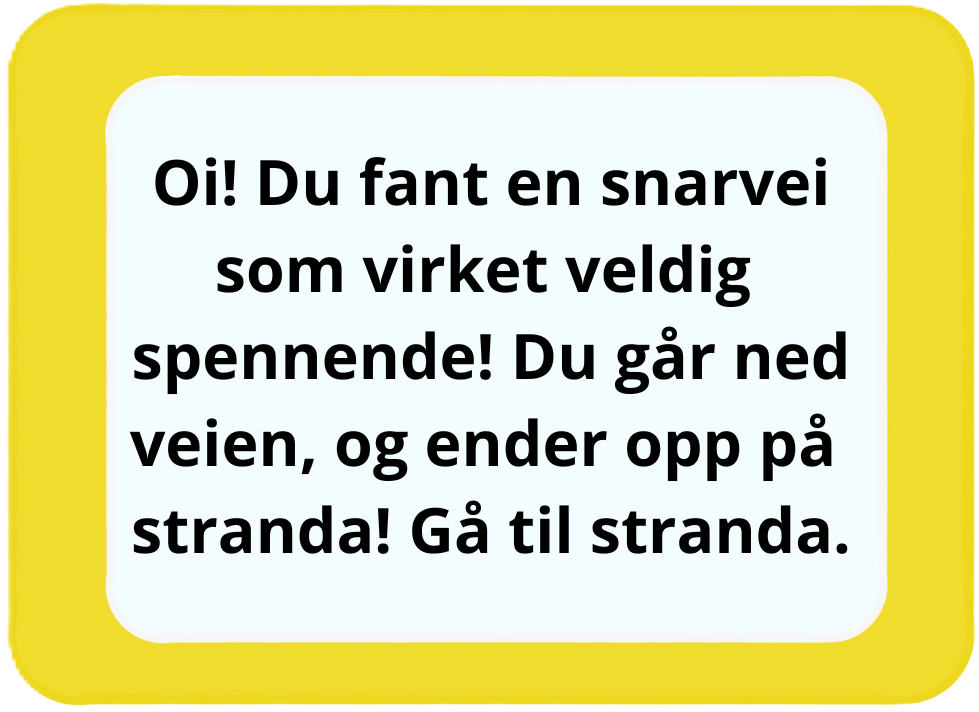 Oi! Du fant en snarvei
som virket veldig
spennende! Du går ned
veien, og ender opp på
stranda! Gå til stranda.